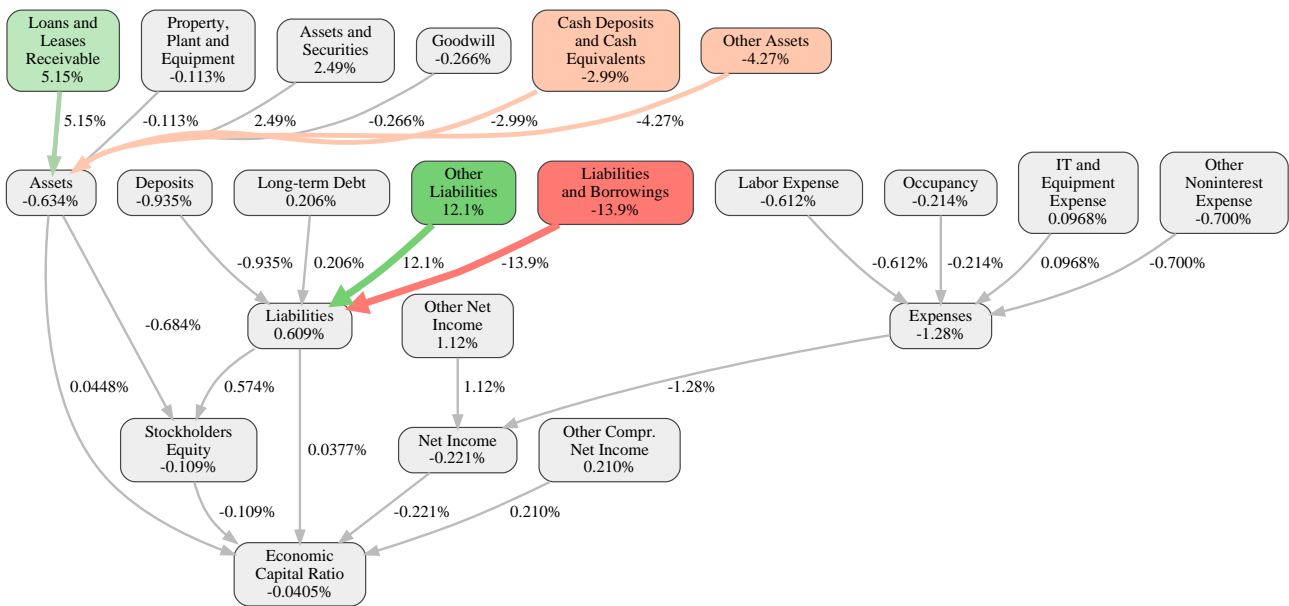 Loans and
Leases
Receivable
5.15%
Property,
Plant and
Equipment
-0.113%
Assets and
Securities
2.49%
Goodwill
-0.266%
Cash Deposits
and Cash
Equivalents
-2.99%
Other Assets
-4.27%
5.15%
-0.113%
2.49%
-0.266%
-2.99%
-4.27%
Assets
-0.634%
Deposits
-0.935%
Long-term Debt
0.206%
Other
Liabilities
12.1%
Liabilities
and Borrowings
-13.9%
Labor Expense
-0.612%
Occupancy
-0.214%
IT and
Equipment
Expense
0.0968%
Other
Noninterest
Expense
-0.700%
-0.935%
0.206%
12.1%
-13.9%
-0.612%
-0.214%
0.0968%
-0.700%
Liabilities
0.609%
Other Net
Income
1.12%
Expenses
-1.28%
-0.684%
0.0448%
0.574%
1.12%
-1.28%
Stockholders
Equity
-0.109%
0.0377%
Net Income
-0.221%
Other Compr.
Net Income
0.210%
-0.109%
-0.221%
0.210%
Economic
Capital Ratio
-0.0405%